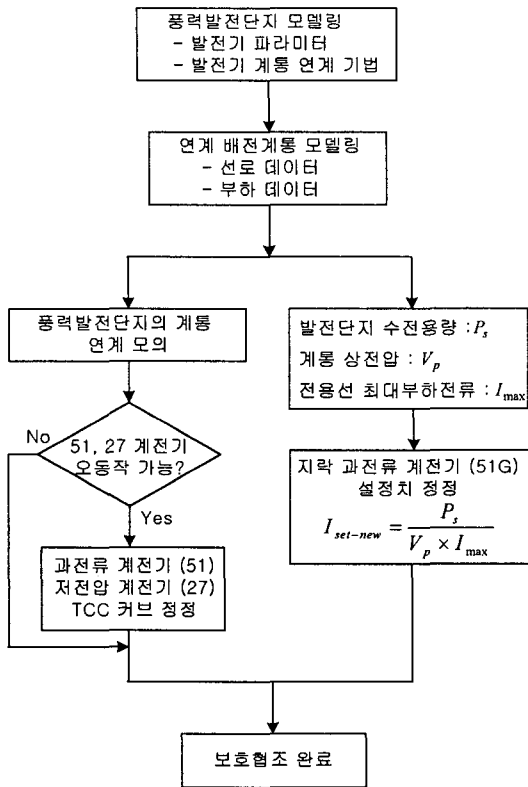 풍력발전단지 모델링
- 발전기 파라미터
- 발전기 계통 연계 기법
연계 배전계통 모델링
- 선로 데이터
- 부하 데이터
풍력발전단지의 계통
연계 모의
No
51, 27 계전기
오동작 가능?
Yes
과전류 계전기 (51)
저전압 계전기 (27)
TCC 커브 정정
발전단지 수전용량 : P_s
계통 상전압 : V_p
전용선 최대부하전류 : I_max
지락 과전류 계전기 (51G)
설정치 정정
I_set-new = P_s / (V_p × I_max)
보호협조 완료